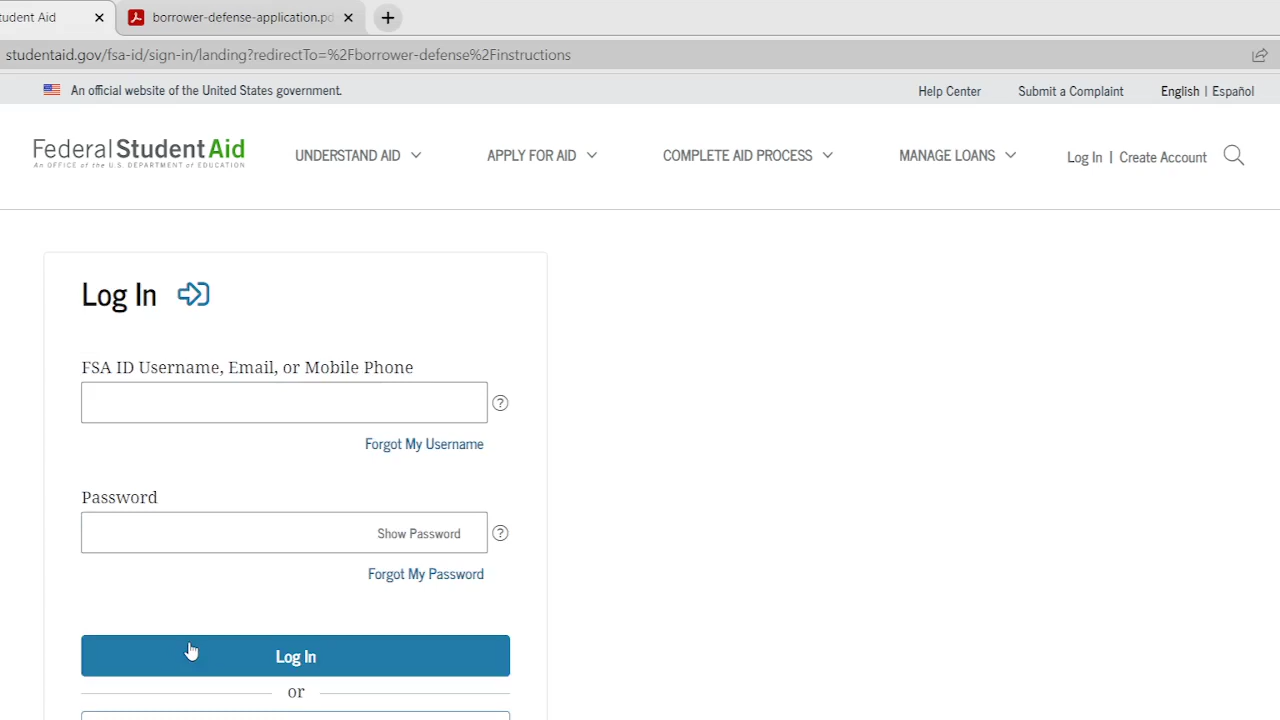 tudent Aid
borrower-defense-application.pd
studentaid.gov/fsa-id/sign-in/landing?redirectTo=%2Fborrower-defense%2Finstructions
An official website of the United States government.
Help Center
Submit a Complaint
English | Español
Federal Student Aid
An OFFICE of the U.S. DEPARTMENT of EDUCATION
UNDERSTAND AID
APPLY FOR AID
COMPLETE AID PROCESS
MANAGE LOANS
Log In | Create Account
Log In
FSA ID Username, Email, or Mobile Phone
Forgot My Username
Password
Show Password
Forgot My Password
Log In
or